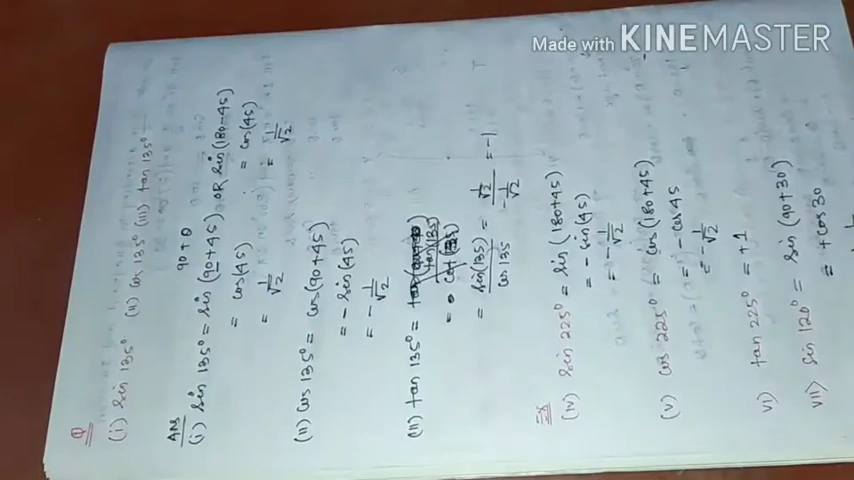 Made with KINEMASTER
Q
(i) sin 135° (II) cos 135° (III) tan 135°
Ans 90 + θ
(i) sin 135° = sin (90+45) OR sin (180-45)
= cos(45) = cos(45)
= 1/√2 = 1/√2
(II) cos 135° = cos(90+45)
= - sin(45)
= - 1/√2
(II) tan 135° =
=
= sin(135)/cos 135 = 1/√2 / - 1/√2 = -1
Ex
(IV) sin 225° = sin (180+45)
= - sin(45)
= - 1/√2
(V) cos 225° = cos (180+45)
= - cos 45
= - 1/√2
VI) tan 225° = +1
VII) sin 120° = sin (90+30)
= + cos 30